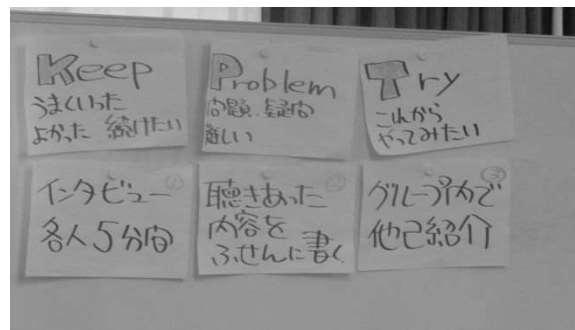 Keep
うまくいった
よかった 続けたい
Problem
問題、疑問
難しい
Try
これから
やってみたい
インタビュー ①
各人5分間
聴きあった ②
内容を
ふせんに書く
グループ内で ③
他己紹介